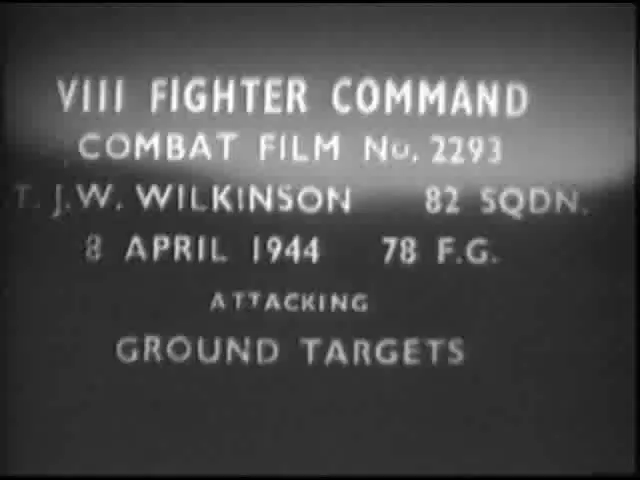 VIII FIGHTER COMMAND
COMBAT FILM No. 2293
T. J.W. WILKINSON 82 SQDN.
8 APRIL 1944 78 F.G.
ATTACKING
GROUND TARGETS